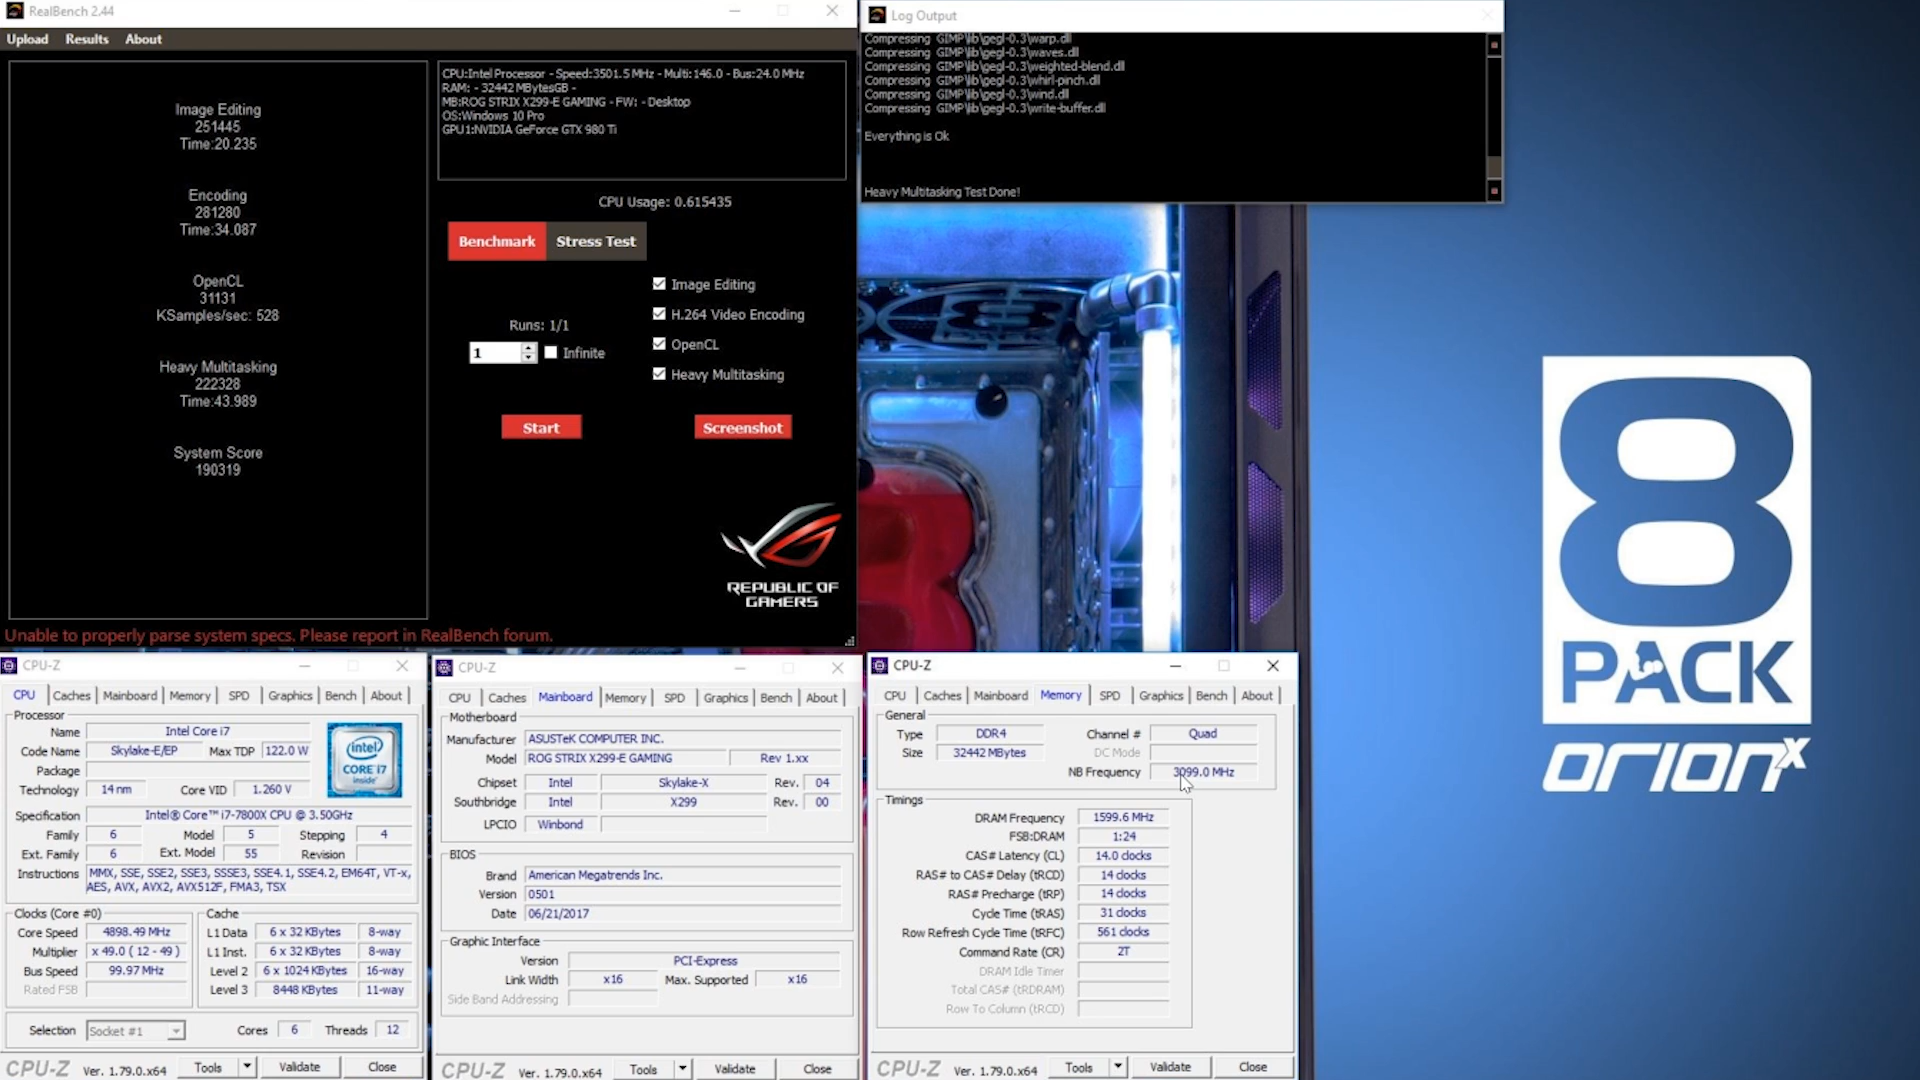 RealBench 2.44
Upload Results About
Image Editing
251445
Time:20.235
Encoding
281280
Time:34.087
OpenCL
31131
KSamples/sec: 528
Heavy Multitasking
222328
Time:43.989
System Score
190319
CPU:Intel Processor - Speed:3501.5 MHz - Multi:146.0 - Bus:24.0 MHz
RAM: - 32442 MBytesGB -
MB:ROG STRIX X299-E GAMING - FW: - Desktop
OS:Windows 10 Pro
GPU1:NVIDIA GeForce GTX 980 Ti
CPU Usage: 0.615435
Benchmark Stress Test
Image Editing
H.264 Video Encoding
OpenCL
Heavy Multitasking
Runs: 1/1
1 Infinite
Start Screenshot
REPUBLIC OF
GAMERS
Unable to properly parse system specs. Please report in RealBench forum.
Log Output
Compressing GIMP\lib\gegl-0.3\warp.dll
Compressing GIMP\lib\gegl-0.3\waves.dll
Compressing GIMP\lib\gegl-0.3\weighted-blend.dll
Compressing GIMP\lib\gegl-0.3\whirl-pinch.dll
Compressing GIMP\lib\gegl-0.3\wind.dll
Compressing GIMP\lib\gegl-0.3\write-buffer.dll
Everything is Ok
Heavy Multitasking Test Done!
8
PACK
ORION X
CPU-Z
CPU Caches Mainboard Memory SPD Graphics Bench About
Processor
Name Intel Core i7
Code Name Skylake-E/EP Max TDP 122.0 W
Package
Technology 14 nm Core VID 1.260 V
intel
CORE i7
inside
Specification Intel® Core™ i7-7800X CPU @ 3.50GHz
Family 6 Model 5 Stepping 4
Ext. Family 6 Ext. Model 55 Revision
Instructions MMX, SSE, SSE2, SSE3, SSSE3, SSE4.1, SSE4.2, EM64T, VT-x,
AES, AVX, AVX2, AVX512F, FMA3, TSX
Clocks (Core #0)
Core Speed 4898.49 MHz
Multiplier x 49.0 ( 12 - 49 )
Bus Speed 99.97 MHz
Rated FSB
Cache
L1 Data 6 x 32 KBytes 8-way
L1 Inst. 6 x 32 KBytes 8-way
Level 2 6 x 1024 KBytes 16-way
Level 3 8448 KBytes 11-way
Selection Socket #1 Cores 6 Threads 12
CPU-Z Ver. 1.79.0.x64 Tools Validate Close
CPU-Z
CPU Caches Mainboard Memory SPD Graphics Bench About
Motherboard
Manufacturer ASUSTeK COMPUTER INC.
Model ROG STRIX X299-E GAMING Rev 1.xx
Chipset Intel Skylake-X Rev. 04
Southbridge Intel X299 Rev. 00
LPCIO Winbond
BIOS
Brand American Megatrends Inc.
Version 0501
Date 06/21/2017
Graphic Interface
Version PCI-Express
Link Width x16 Max. Supported x16
Side Band Addressing
CPU-Z Ver. 1.79.0.x64 Tools Validate Close
CPU-Z
CPU Caches Mainboard Memory SPD Graphics Bench About
General
Type DDR4 Channel # Quad
Size 32442 MBytes DC Mode
NB Frequency 3099.0 MHz
Timings
DRAM Frequency 1599.6 MHz
FSB:DRAM 1:24
CAS# Latency (CL) 14.0 clocks
RAS# to CAS# Delay (tRCD) 14 clocks
RAS# Precharge (tRP) 14 clocks
Cycle Time (tRAS) 31 clocks
Row Refresh Cycle Time (tRFC) 561 clocks
Command Rate (CR) 2T
DRAM Idle Timer
Total CAS# (tRDRAM)
Row To Column (tRCD)
CPU-Z Ver. 1.79.0.x64 Tools Validate Close